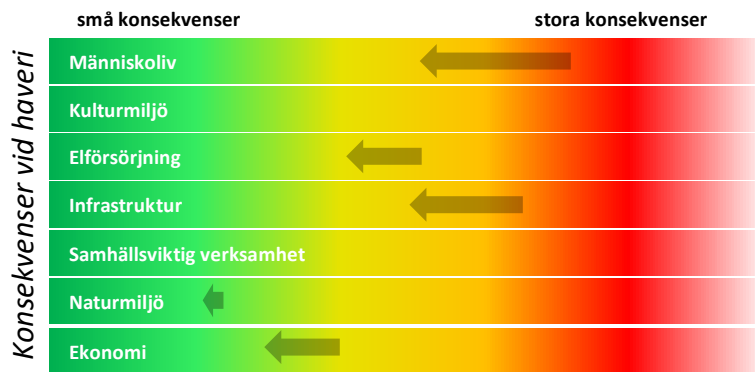 små konsekvenser
stora konsekvenser
Konsekvenser vid haveri
Människoliv
Kulturmiljö
Elförsörjning
Infrastruktur
Samhällsviktig verksamhet
Naturmiljö
Ekonomi